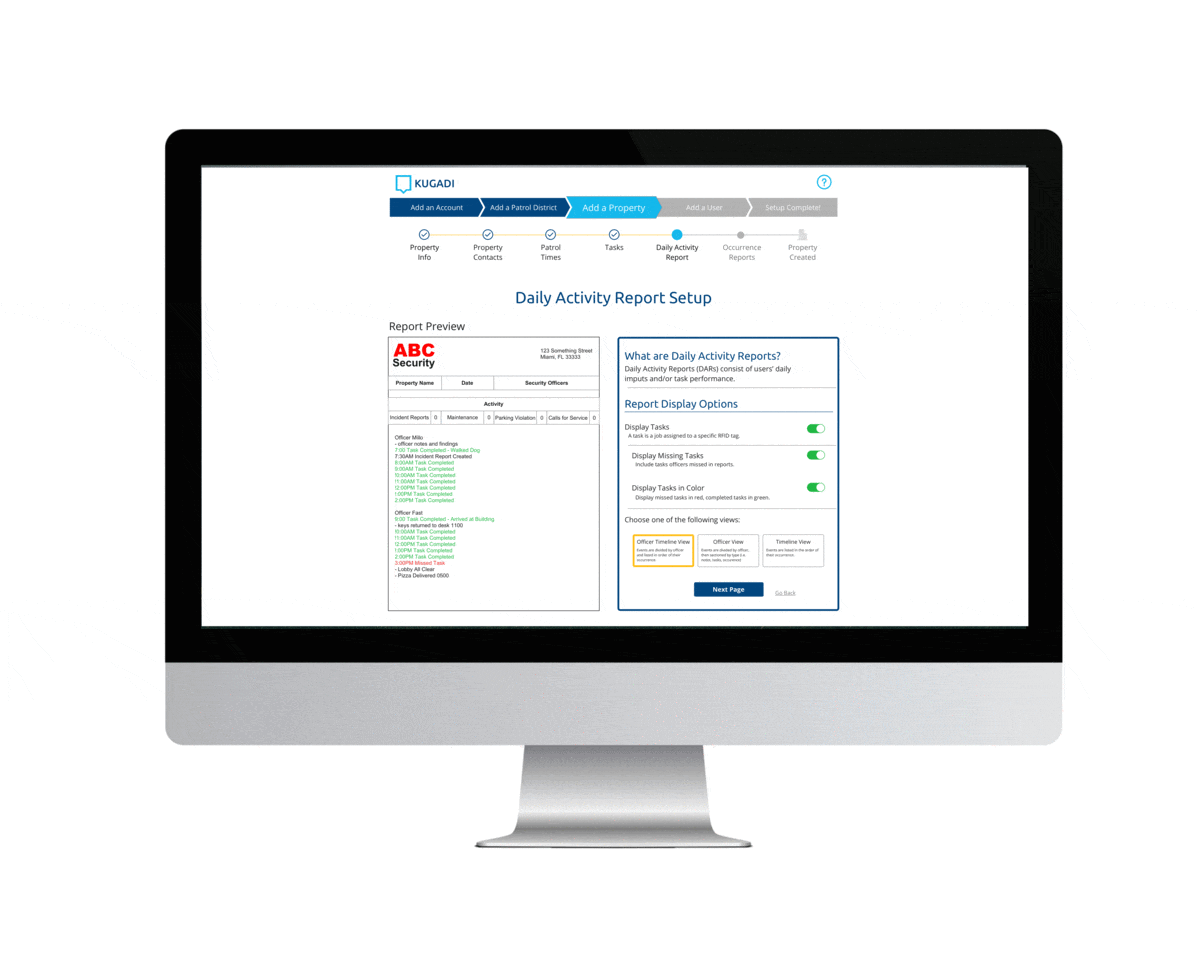 KUGADI
?
Add an Account
Add a Patrol District
Add a Property
Add a User
Setup Complete!
Property Info
Property Contacts
Patrol Times
Tasks
Daily Activity Report
Occurrence Reports
Property Created
Daily Activity Report Setup
Report Preview
ABC
Security
123 Something Street
Miami, FL 33333
Property Name
Date
Security Officers
Activity
Incident Reports 0 Maintenance 0 Parking Violation 0 Calls for Service 0
Officer Milo
- officer notes and findings
7:00 Task Completed - Walked Dog
7:30AM Incident Report Created
8:00AM Task Completed
9:00AM Task Completed
10:00AM Task Completed
11:00AM Task Completed
12:00PM Task Completed
1:00PM Task Completed
2:00PM Task Completed
Officer Fast
9:00 Task Completed - Arrived at Building
- keys returned to desk 1100
10:00AM Task Completed
11:00AM Task Completed
12:00PM Task Completed
1:00PM Task Completed
2:00PM Task Completed
3:00PM Missed Task
- Lobby All Clear
- Pizza Delivered 0500
What are Daily Activity Reports?
Daily Activity Reports (DARs) consist of users' daily
imputs and/or task performance.
Report Display Options
Display Tasks
A task is a job assigned to a specific RFID tag.
Display Missing Tasks
Include tasks officers missed in reports.
Display Tasks in Color
Display missed tasks in red, completed tasks in green.
Choose one of the following views:
Officer Timeline View
Events are divided by officer
and listed in order of their
occurrence
Officer View
Events are divided by officer,
then sectioned by type (i.e
notes, tasks, occurrence)
Timeline View
Events are listed in the order of
their occurrence.
Next Page
Go Back